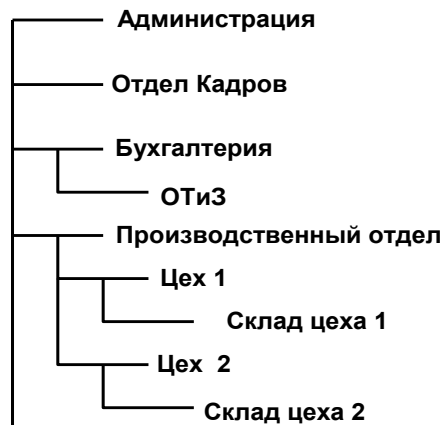 Администрация
Отдел Кадров
Бухгалтерия
ОТиЗ
Производственный отдел
Цех 1
Склад цеха 1
Цех 2
Склад цеха 2